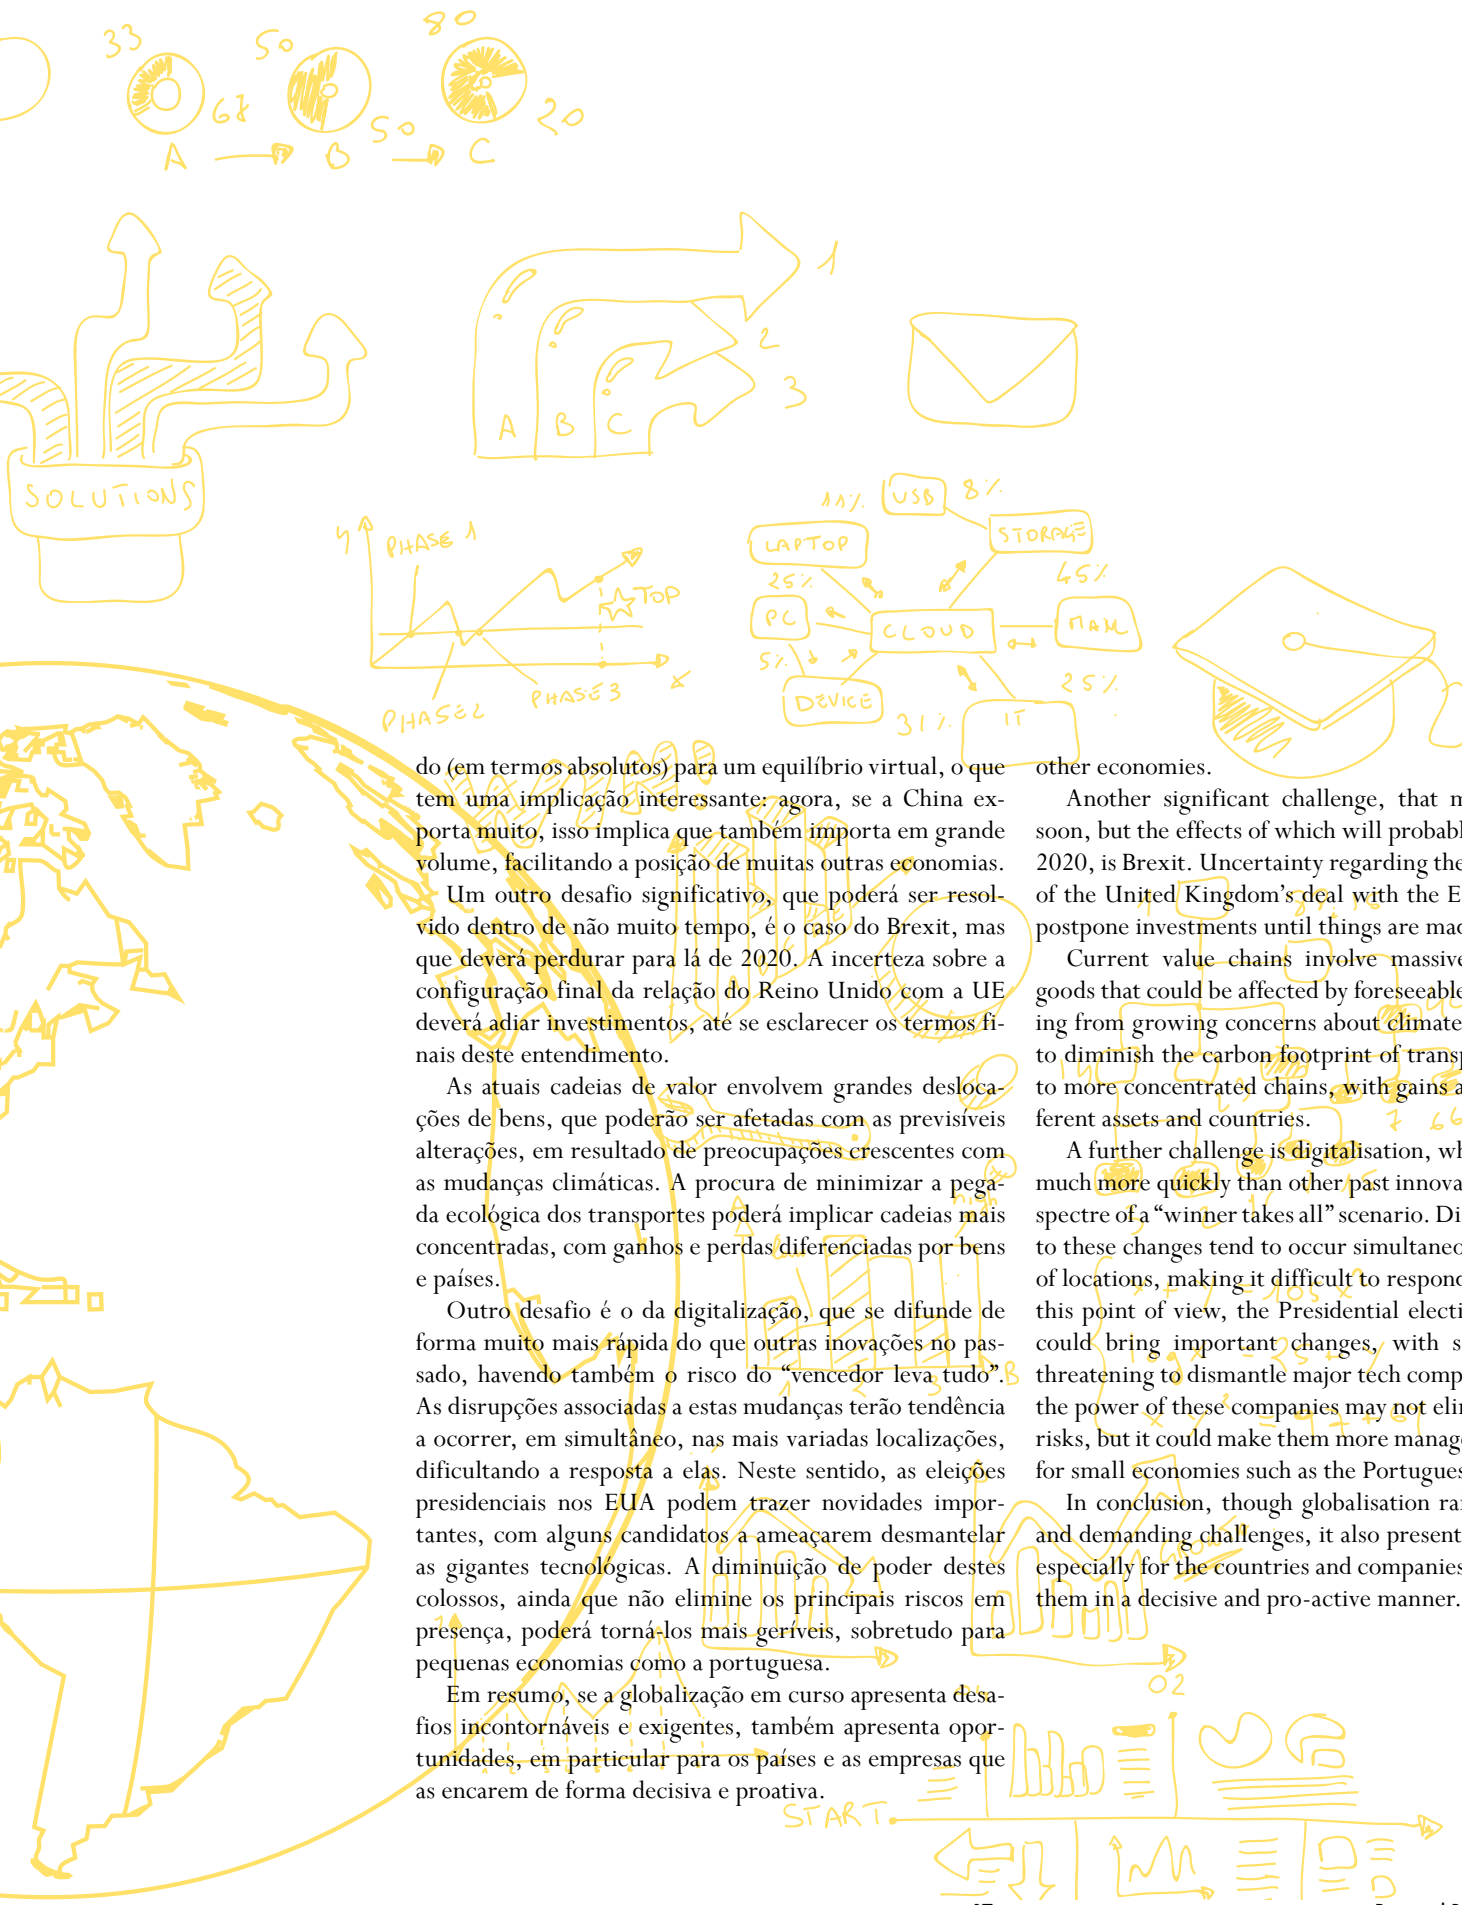 33
50
80
67
50
20
A
B
C
1
2
3
A
B
C
SOLUTIONS
y
PHASE 1
TOP
PHASE 2
PHASE 3
x
11%
USB
8%
LAPTOP
STORAGE
25%
45%
PC
CLOUD
5%
DEVICE
25%
31%
IT
do (em termos absolutos) para um equilíbrio virtual, o que
tem uma implicação interessante: agora, se a China ex-
porta muito, isso implica que também importa em grande
volume, facilitando a posição de muitas outras economias.
Um outro desafio significativo, que poderá ser resol-
vido dentro de não muito tempo, é o caso do Brexit, mas
que deverá perdurar para lá de 2020. A incerteza sobre a
configuração final da relação do Reino Unido com a UE
deverá adiar investimentos, até se esclarecer os termos fi-
nais deste entendimento.
As atuais cadeias de valor envolvem grandes desloca-
ções de bens, que poderão ser afetadas com as previsíveis
alterações, em resultado de preocupações crescentes com
as mudanças climáticas. A procura de minimizar a pega-
da ecológica dos transportes poderá implicar cadeias mais
concentradas, com ganhos e perdas diferenciadas por bens
e países.
Outro desafio é o da digitalização, que se difunde de
forma muito mais rápida do que outras inovações no pas-
sado, havendo também o risco do “vencedor leva tudo”.
As disrupções associadas a estas mudanças terão tendência
a ocorrer, em simultâneo, nas mais variadas localizações,
dificultando a resposta a elas. Neste sentido, as eleições
presidenciais nos EUA podem trazer novidades impor-
tantes, com alguns candidatos a ameaçarem desmantelar
as gigantes tecnológicas. A diminuição de poder destes
colossos, ainda que não elimine os principais riscos em
presença, poderá torná-los mais geríveis, sobretudo para
pequenas economias como a portuguesa.
Em resumo, se a globalização em curso apresenta desa-
fios incontornáveis e exigentes, também apresenta opor-
tunidades, em particular para os países e as empresas que
as encarem de forma decisiva e proativa.
other economies.
Another significant challenge, that m
soon, but the effects of which will probabl
2020, is Brexit. Uncertainty regarding the
of the United Kingdom’s deal with the E
postpone investments until things are mad
Current value chains involve massive
goods that could be affected by foreseeable
ing from growing concerns about climate
to diminish the carbon footprint of transp
to more concentrated chains, with gains a
ferent assets and countries.
A further challenge is digitalisation, wh
much more quickly than other past innova
spectre of a “winner takes all” scenario. Di
to these changes tend to occur simultaneo
of locations, making it difficult to respond
this point of view, the Presidential electi
could bring important changes, with s
threatening to dismantle major tech comp
the power of these companies may not elin
risks, but it could make them more manag
for small economies such as the Portugues
In conclusion, though globalisation rai
and demanding challenges, it also present
especially for the countries and companies
them in a decisive and pro-active manner.
A
high
1
2
3
B
02
START